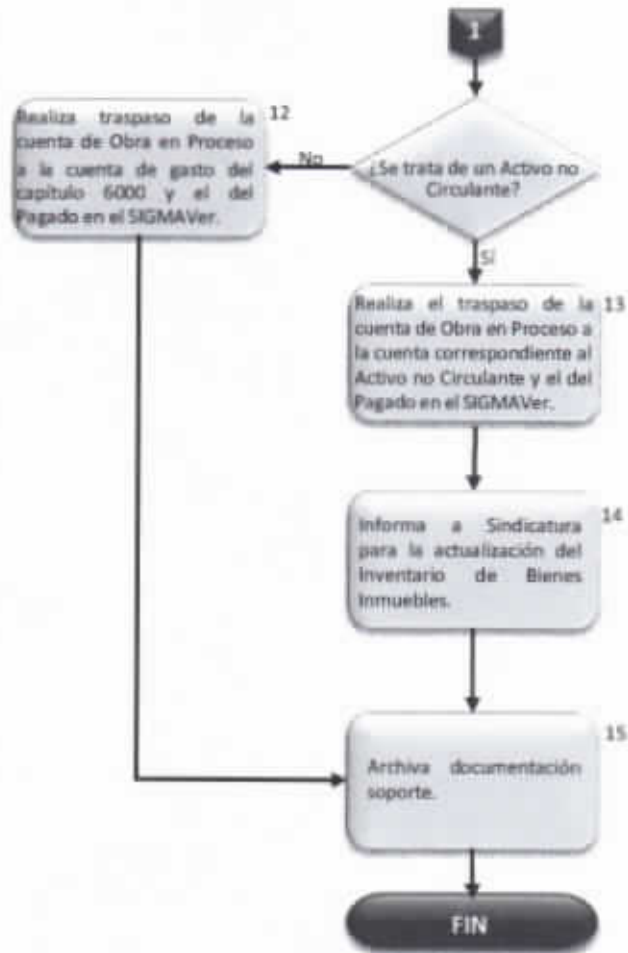 1
¿Se trata de un Activo no
Circulante?
No
12
Realiza traspaso de la
cuenta de Obra en Proceso
a la cuenta de gasto del
capítulo 6000 y el del
Pagado en el SIGMAVer.
Sí
13
Realiza el traspaso de la
cuenta de Obra en Proceso a
la cuenta correspondiente al
Activo no Circulante y el del
Pagado en el SIGMAVer.
14
Informa a Sindicatura
para la actualización del
Inventario de Bienes
Inmuebles.
15
Archiva documentación
soporte.
FIN